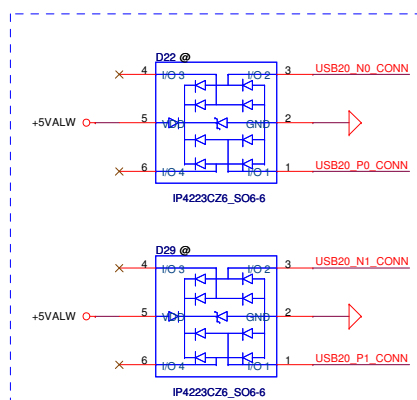 D22 @
4 I/O 3 I/O 2 3 USB20_N0_CONN
+5VALW 5 VDD GND 2
6 I/O 4 I/O 1 1 USB20_P0_CONN
IP4223CZ6_SO6-6
D29 @
4 I/O 3 I/O 2 3 USB20_N1_CONN
+5VALW 5 VDD GND 2
6 I/O 4 I/O 1 1 USB20_P1_CONN
IP4223CZ6_SO6-6